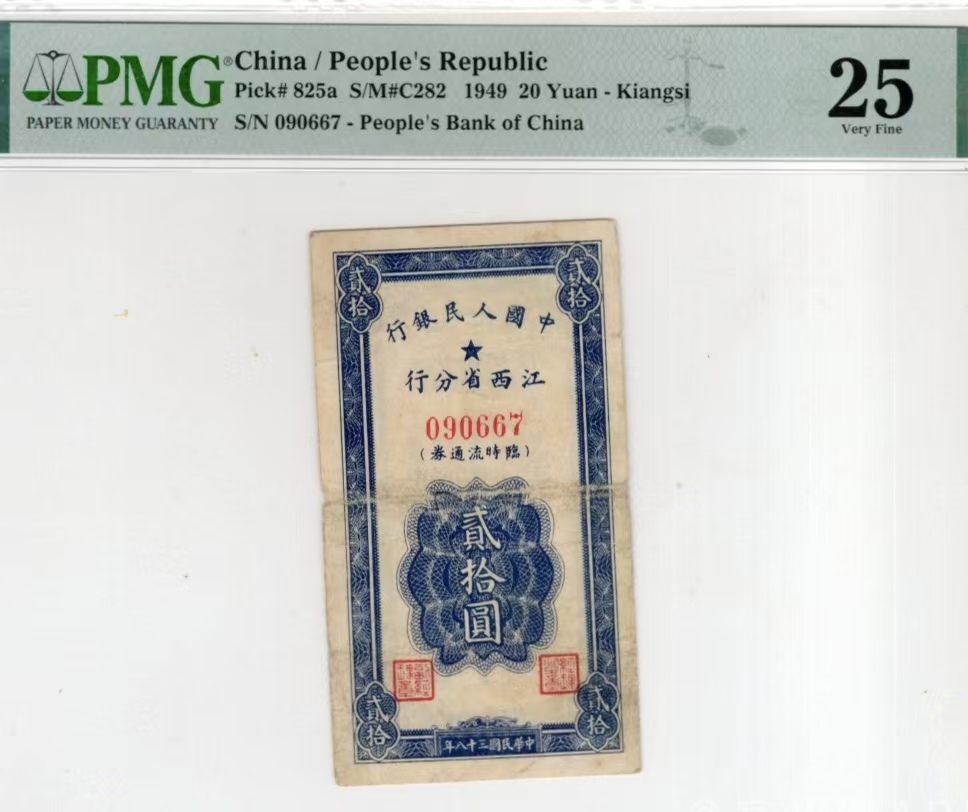 PMG® China / People's Republic
Pick# 825a S/M#C282 1949 20 Yuan - Kiangsi
PAPER MONEY GUARANTY S/N 090667 - People's Bank of China
25
Very Fine
貳拾
貳拾
中國人民銀行
江西省分行
090667
(臨時流通券)
貳拾圓
貳拾
貳拾
中華民國三十八年